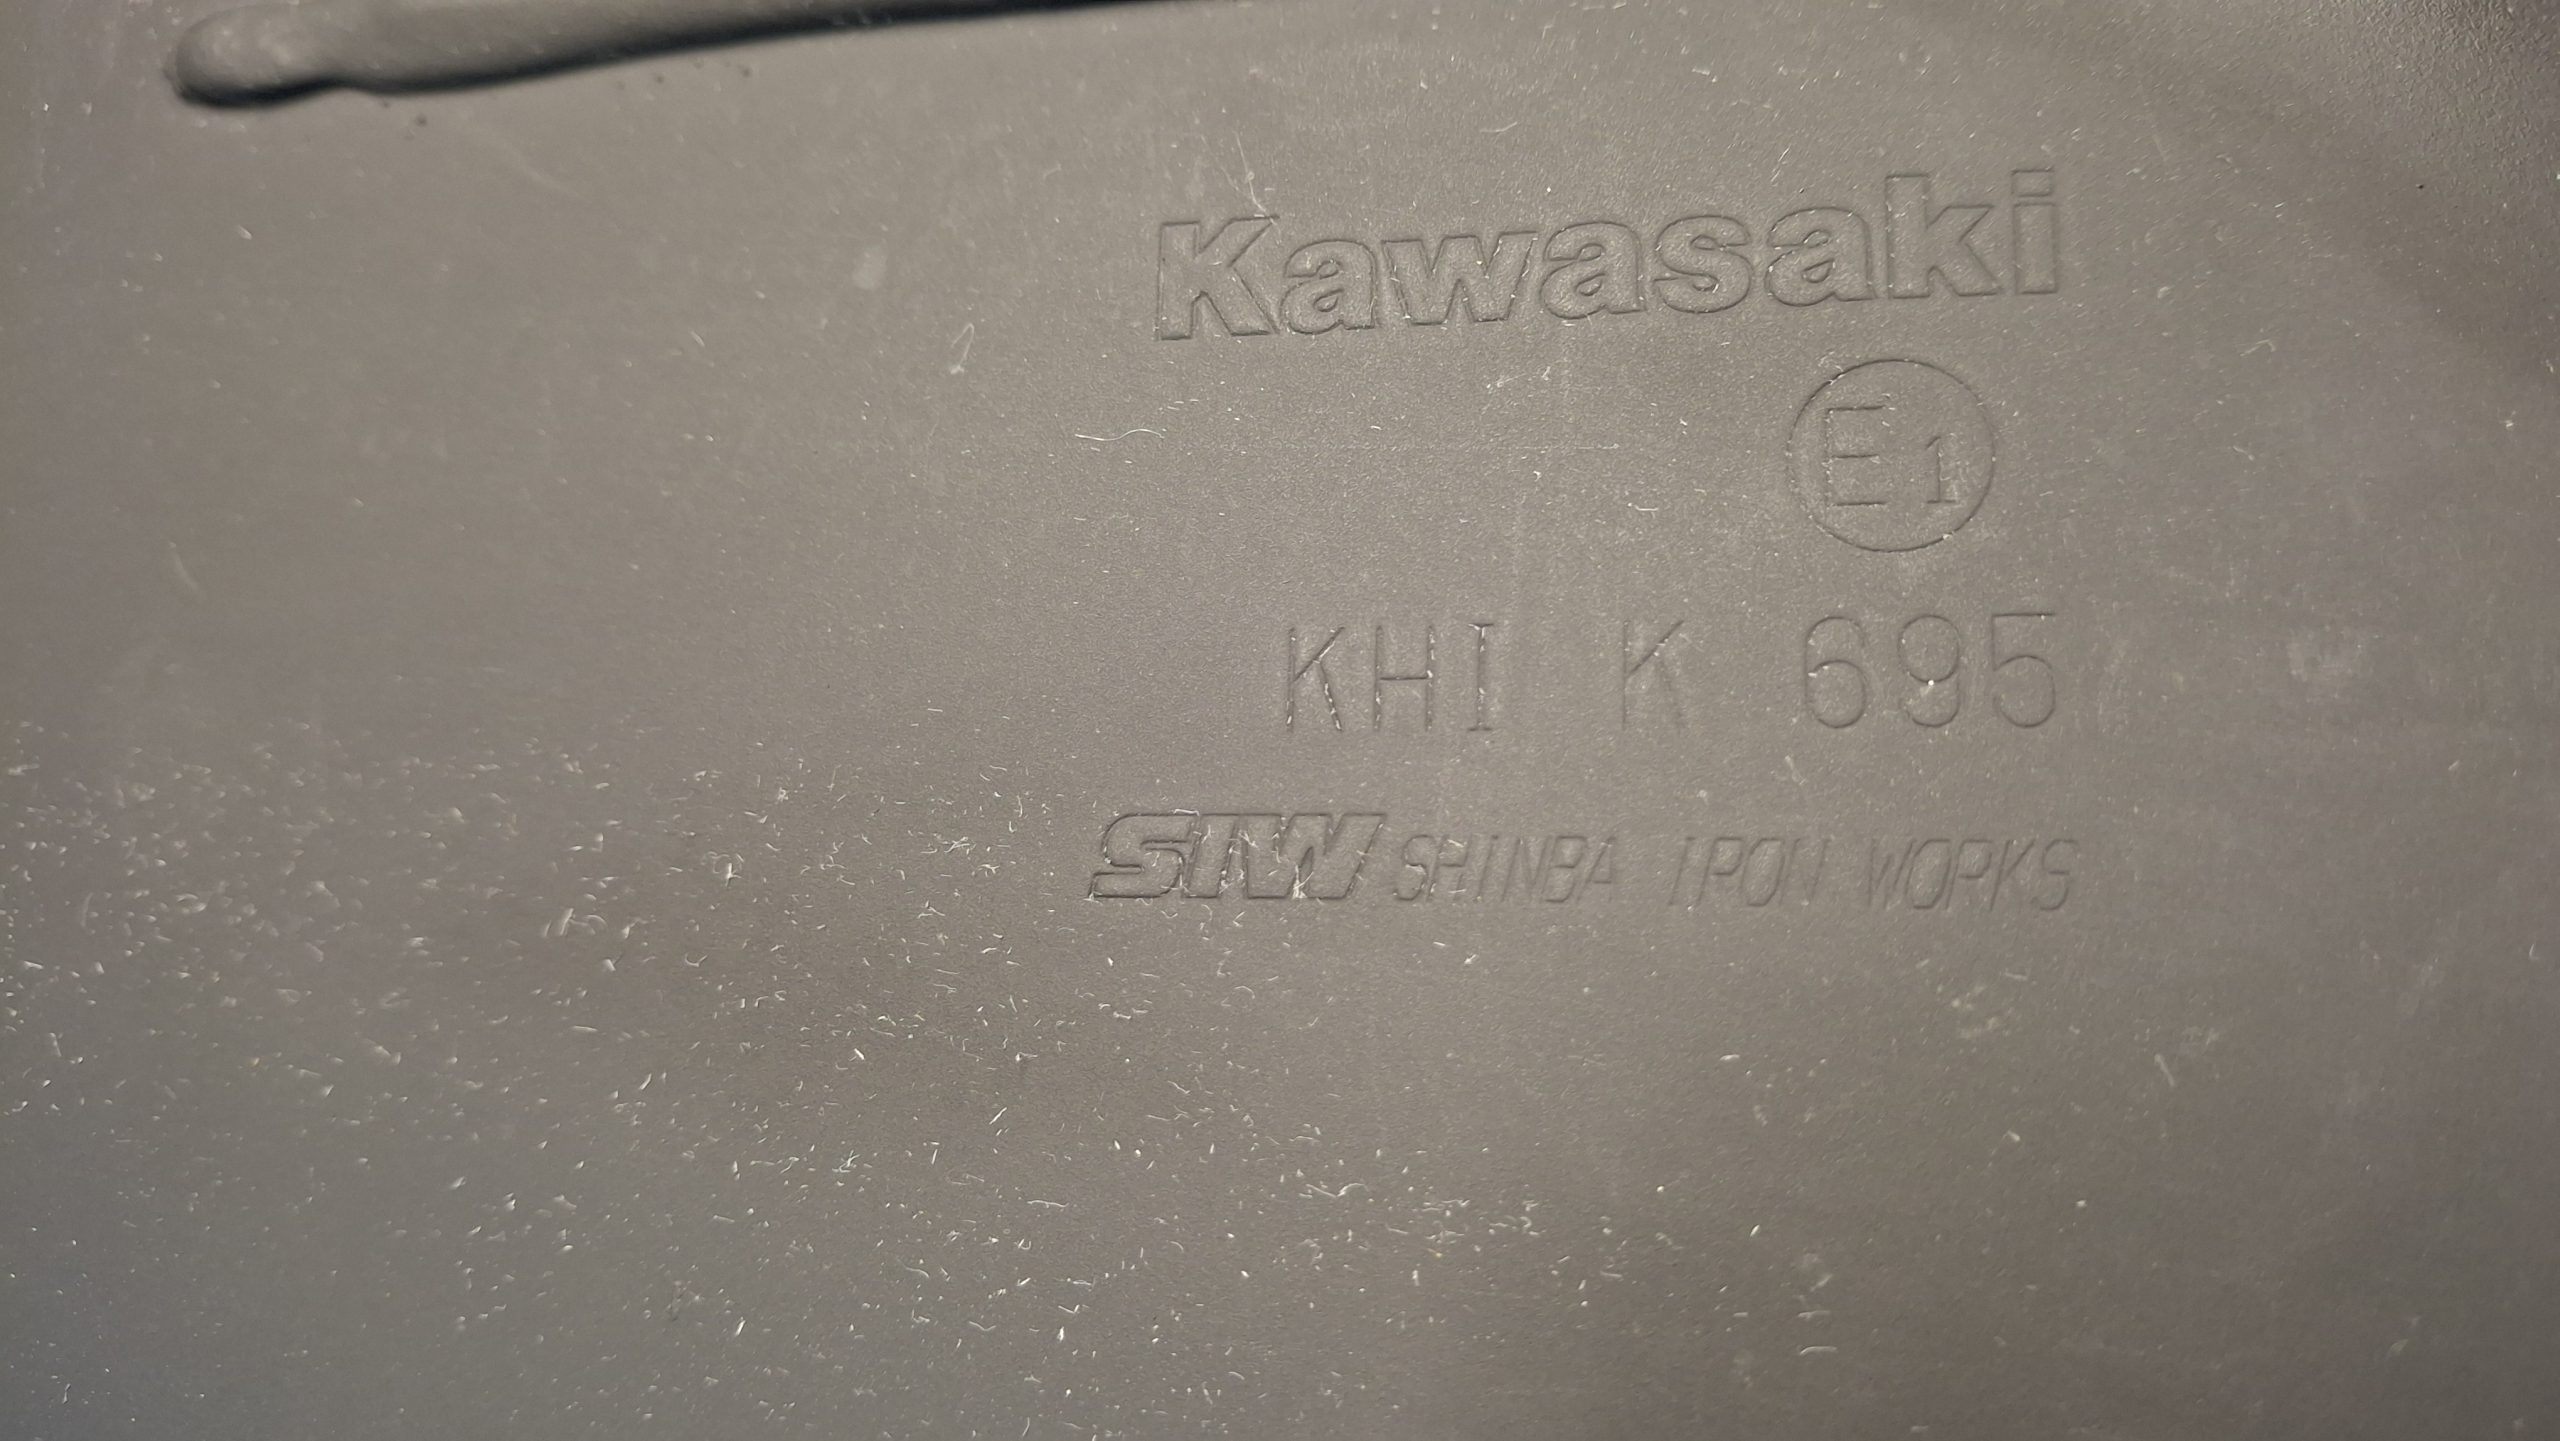 Kawasaki
E1
KHI K 695
SIW SHINBA IRON WORKS